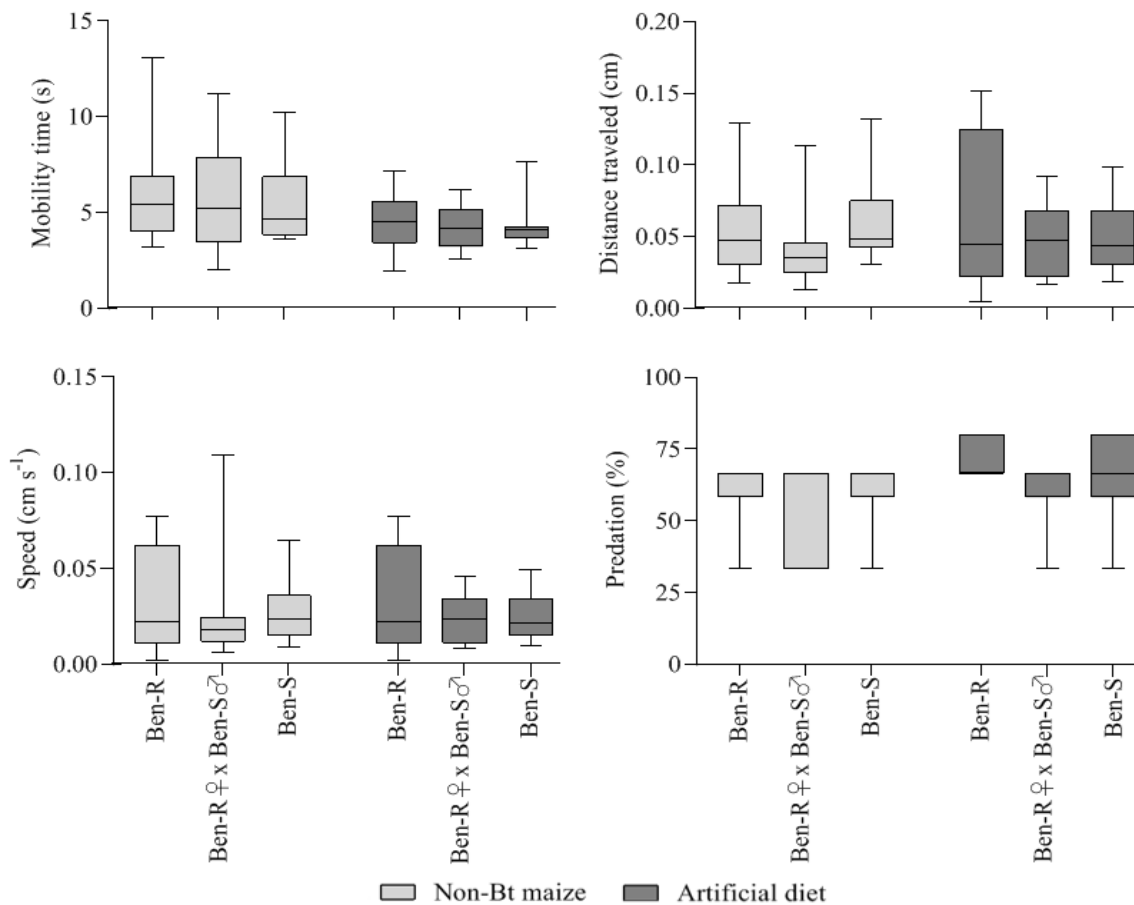 Mobility time (s)
15
10
5
0
Distance traveled (cm)
0.20
0.15
0.10
0.05
0.00
Speed (cm s⁻¹)
0.15
0.10
0.05
0.00
Ben-R
Ben-R♀x Ben-S♂
Ben-S
Ben-R
Ben-R♀x Ben-S♂
Ben-S
Predation (%)
100
75
50
25
0
Ben-R
Ben-R♀x Ben-S♂
Ben-S
Ben-R
Ben-R♀x Ben-S♂
Ben-S
Non-Bt maize
Artificial diet